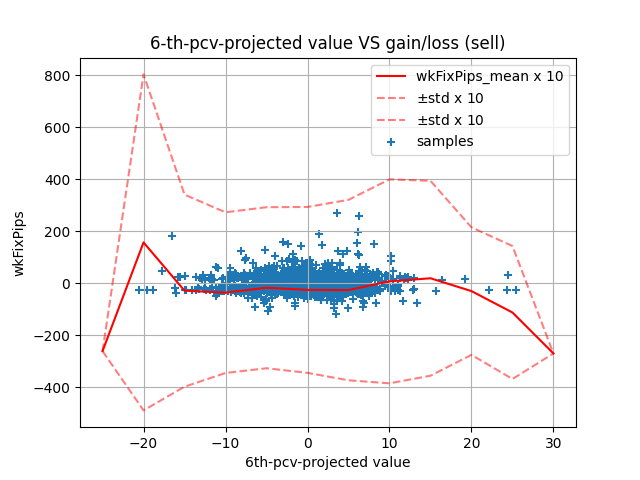 6-th-pcv-projected value VS gain/loss (sell)
wkFixPips_mean x 10
±std x 10
±std x 10
samples
800
600
400
200
0
−200
−400
wkFixPips
−20
−10
0
10
20
30
6th-pcv-projected value